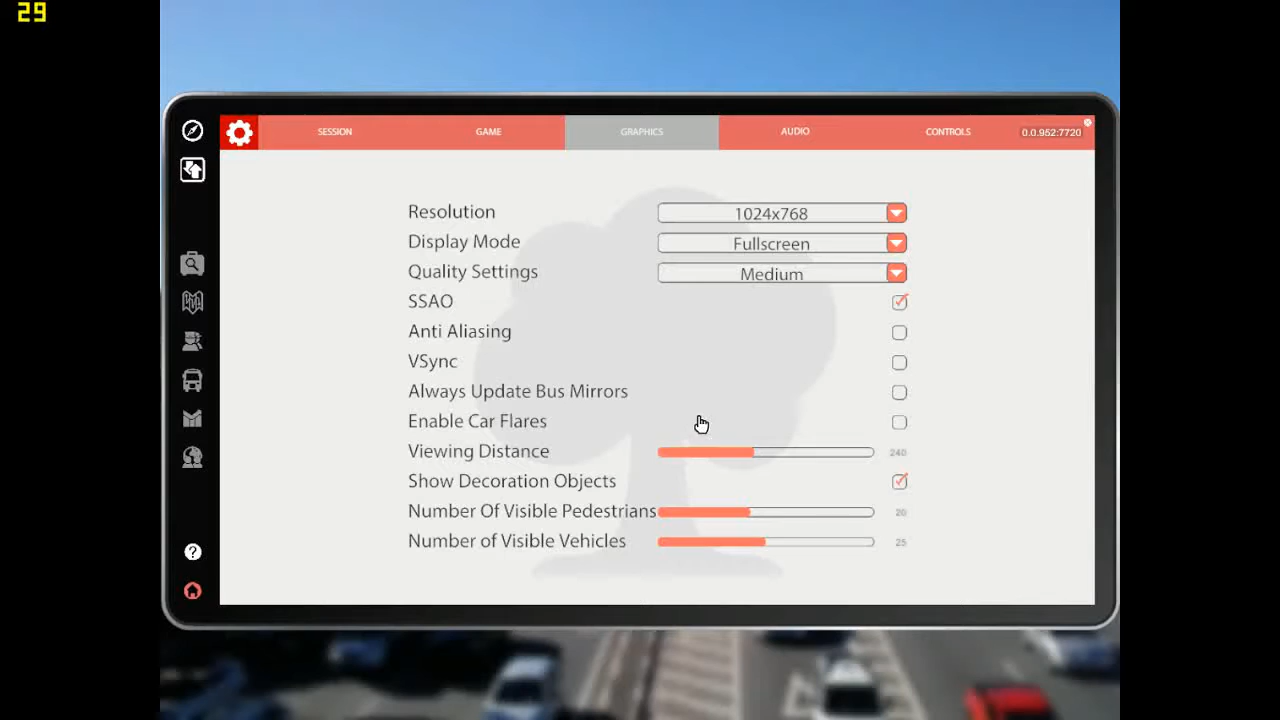 29
SESSION GAME GRAPHICS AUDIO CONTROLS 0.0.952:7720
Resolution 1024x768
Display Mode Fullscreen
Quality Settings Medium
SSAO
Anti Aliasing
VSync
Always Update Bus Mirrors
Enable Car Flares
Viewing Distance 240
Show Decoration Objects
Number Of Visible Pedestrians 20
Number of Visible Vehicles 25
?